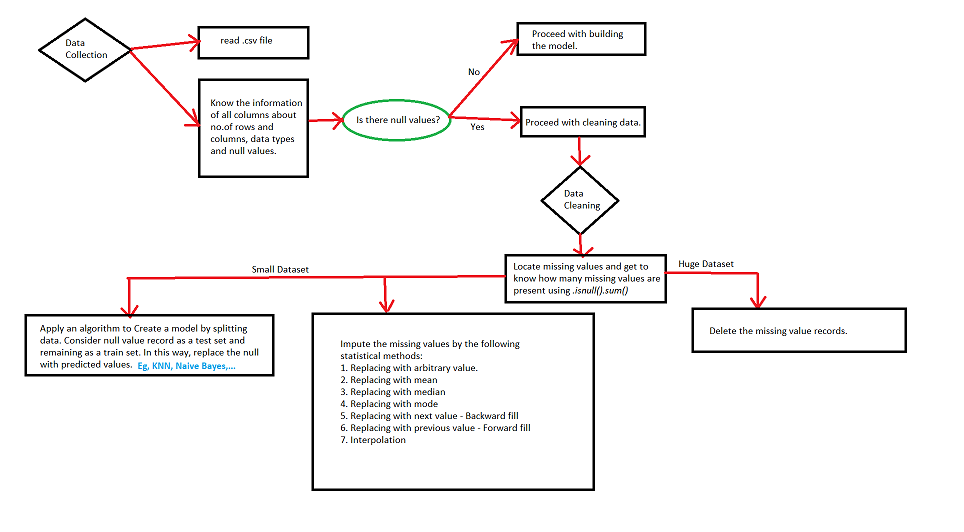 Data
Collection
read .csv file
Know the information
of all columns about
no.of rows and
columns, data types
and null values.
Is there null values?
No
Proceed with building
the model.
Yes
Proceed with cleaning data.
Data
Cleaning
Locate missing values and get to
know how many missing values are
present using .isnull().sum()
Small Dataset
Huge Dataset
Apply an algorithm to Create a model by splitting
data. Consider null value record as a test set and
remaining as a train set. In this way, replace the null
with predicted values. Eg, KNN, Naive Bayes,...
Impute the missing values by the following
statistical methods:
1. Replacing with arbitrary value.
2. Replacing with mean
3. Replacing with median
4. Replacing with mode
5. Replacing with next value - Backward fill
6. Replacing with previous value - Forward fill
7. Interpolation
Delete the missing value records.